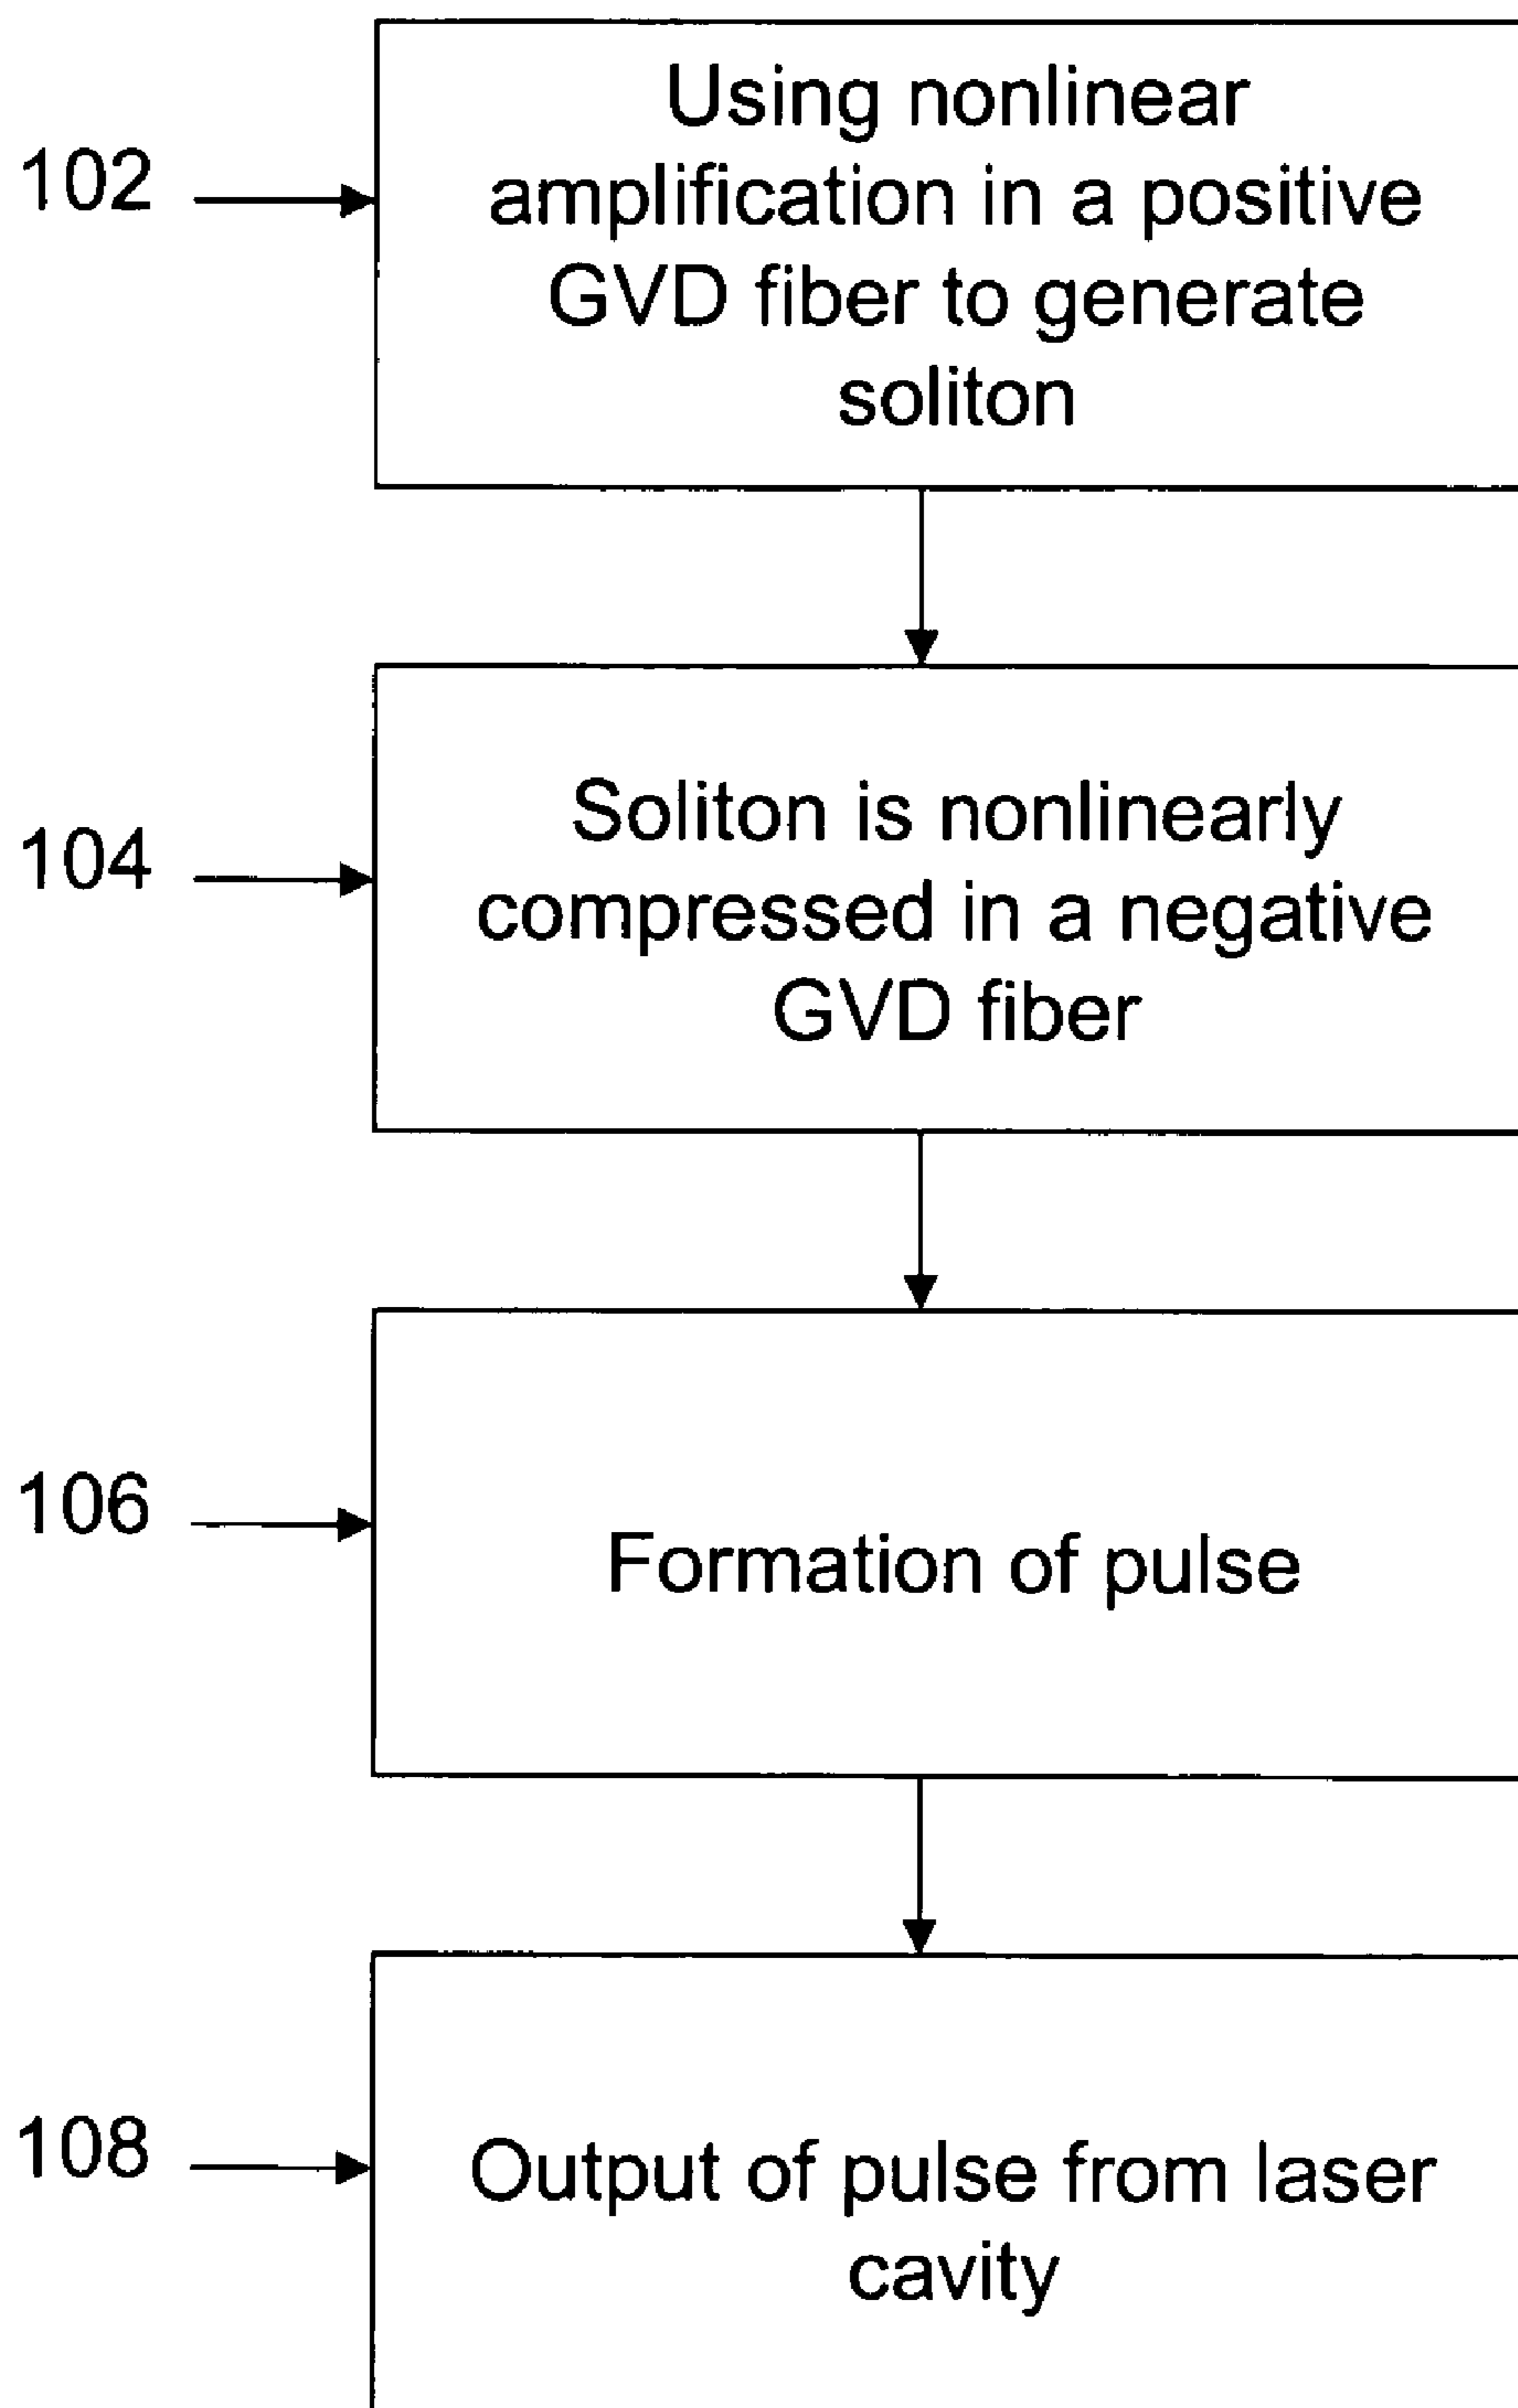 102
Using nonlinear
amplification in a positive
GVD fiber to generate
soliton
104
Soliton is nonlinearly
compressed in a negative
GVD fiber
106
Formation of pulse
108
Output of pulse from laser
cavity